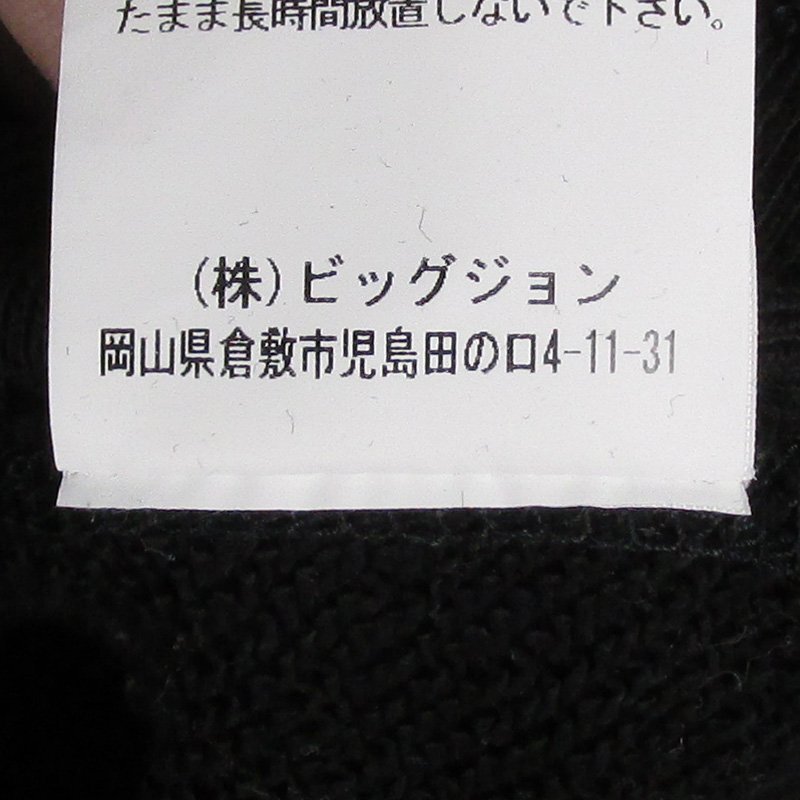 たまま長時間放置しないで下さい。
(株)ビッグジョン
岡山県倉敷市児島田の口4-11-31